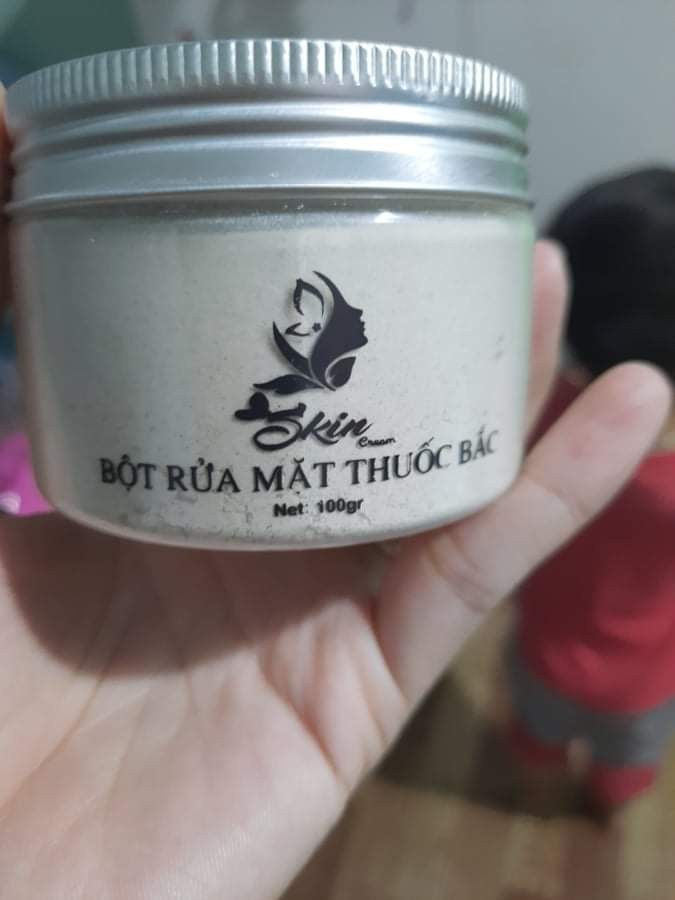 Skin
Cream
BỘT RỬA MẶT THUỐC BẮC
Net: 100gr